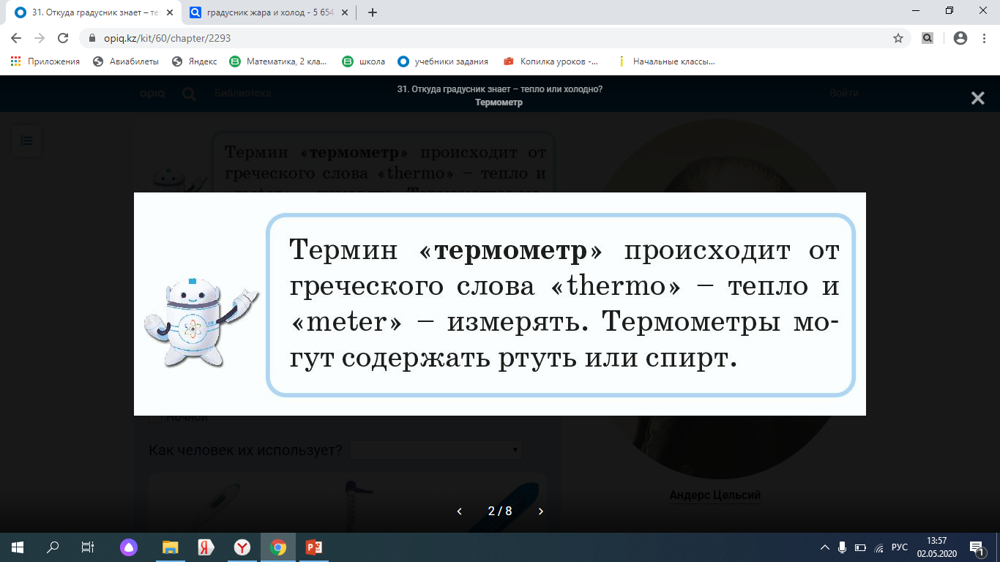 31. Откуда градусник знает – те
градусник жара и холод - 5 654
opiq.kz/kit/60/chapter/2293
Приложения Авиабилеты Яндекс Математика, 2 кла... школа учебники задания Копилка уроков -... Начальные классы...
opiq Библиотека 31. Откуда градусник знает – тепло или холодно? Войти
Термометр
Термин «термометр» происходит от
греческого слова «thermo» – тепло и
Термин «термометр» происходит от
греческого слова «thermo» – тепло и
«meter» – измерять. Термометры мо-
гут содержать ртуть или спирт.
Ночной
Как человек их использует?
Андерс Цельсий
2 / 8
РУС
13:57
02.05.2020
1